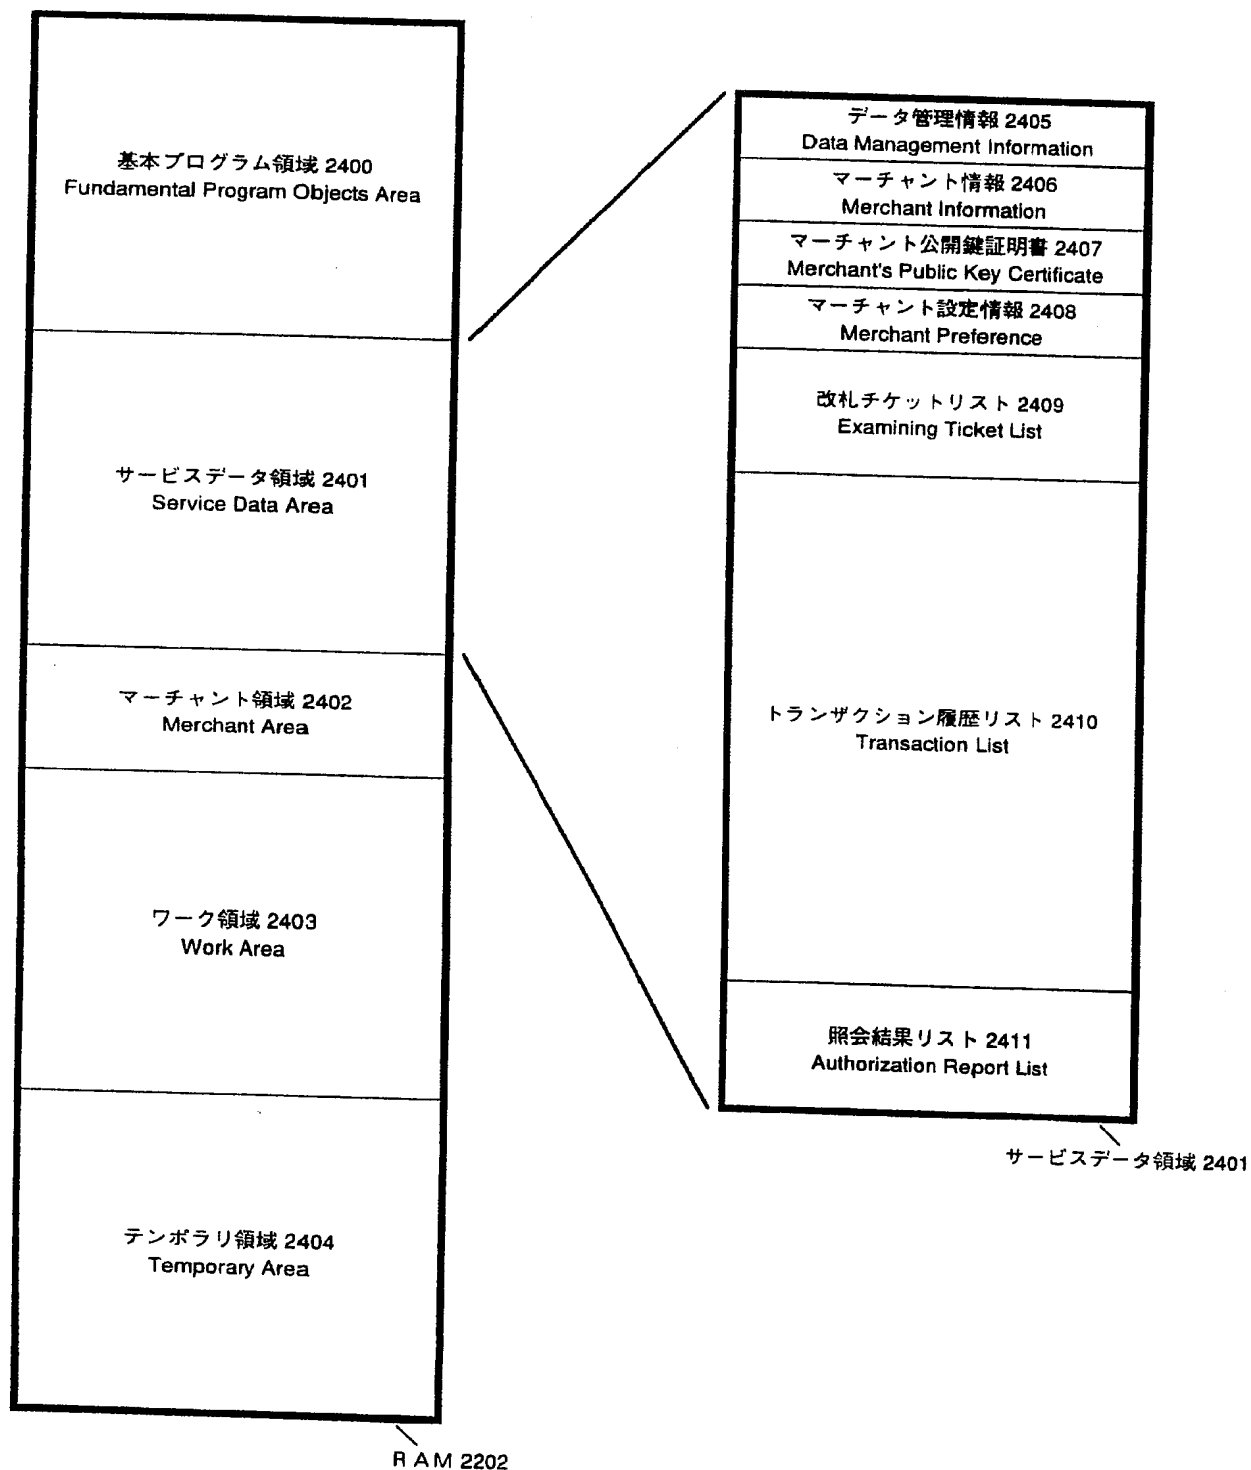 基本プログラム領域 2400
Fundamental Program Objects Area
サービスデータ領域 2401
Service Data Area
マーチャント領域 2402
Merchant Area
ワーク領域 2403
Work Area
テンポラリ領域 2404
Temporary Area
RAM 2202
データ管理情報 2405
Data Management Information
マーチャント情報 2406
Merchant Information
マーチャント公開鍵証明書 2407
Merchant's Public Key Certificate
マーチャント設定情報 2408
Merchant Preference
改札チケットリスト 2409
Examining Ticket List
トランザクション履歴リスト 2410
Transaction List
照会結果リスト 2411
Authorization Report List
サービスデータ領域 2401